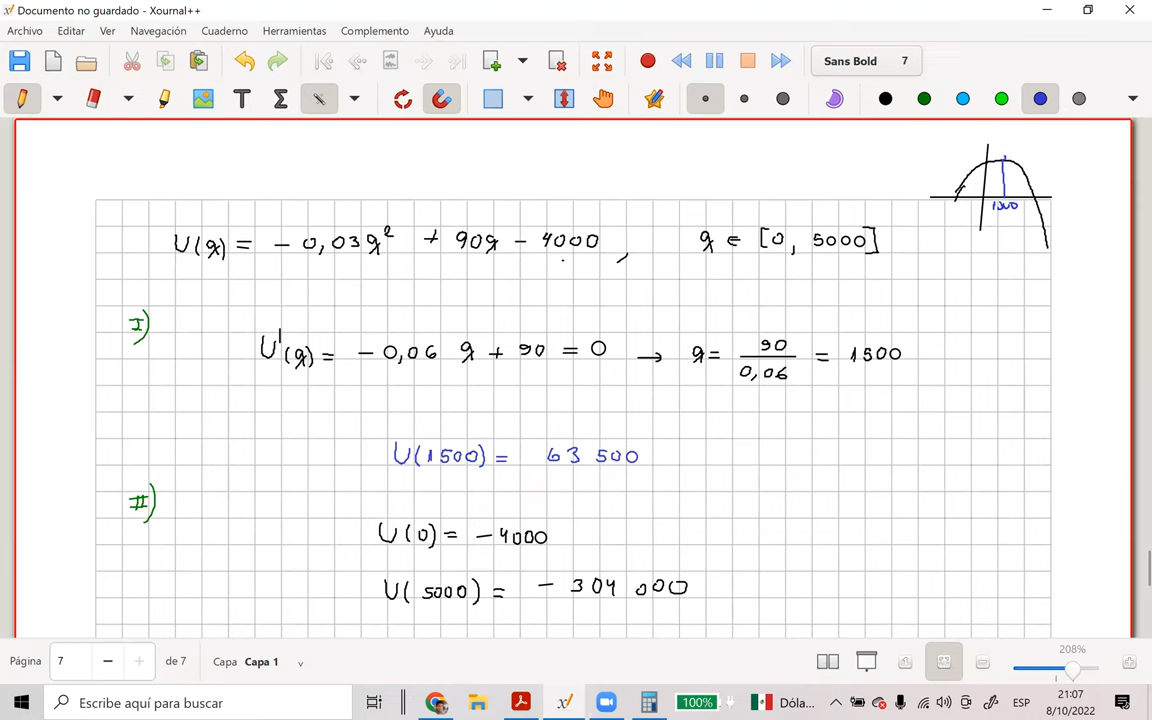 Documento no guardado - Xournal++
Archivo Editar Ver Navegación Cuaderno Herramientas Complemento Ayuda
Sans Bold 7
1500
U(q) = - 0,03q² + 90q - 4000 , q ∈ [0, 5000]
I)
U'(q) = - 0,06 q + 90 = 0 → q = 90/0,06 = 1500
U(1500) = 63 500
II)
U(0) = - 4000
U(5000) = - 304 000
Página 7 de 7 Capa Capa 1 208%
Escribe aquí para buscar 100% Dóla... ESP 21:07
8/10/2022